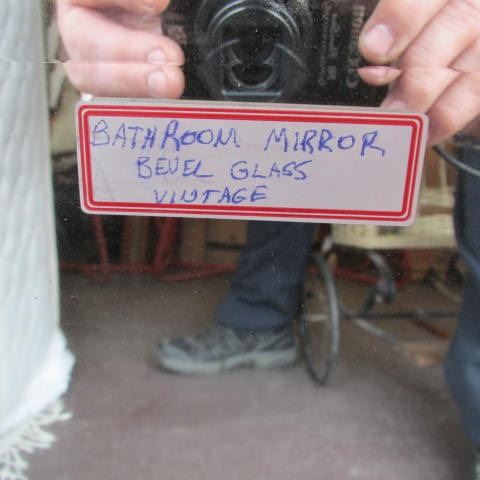 BATHROOM MIRROR
BEVEL GLASS
VINTAGE